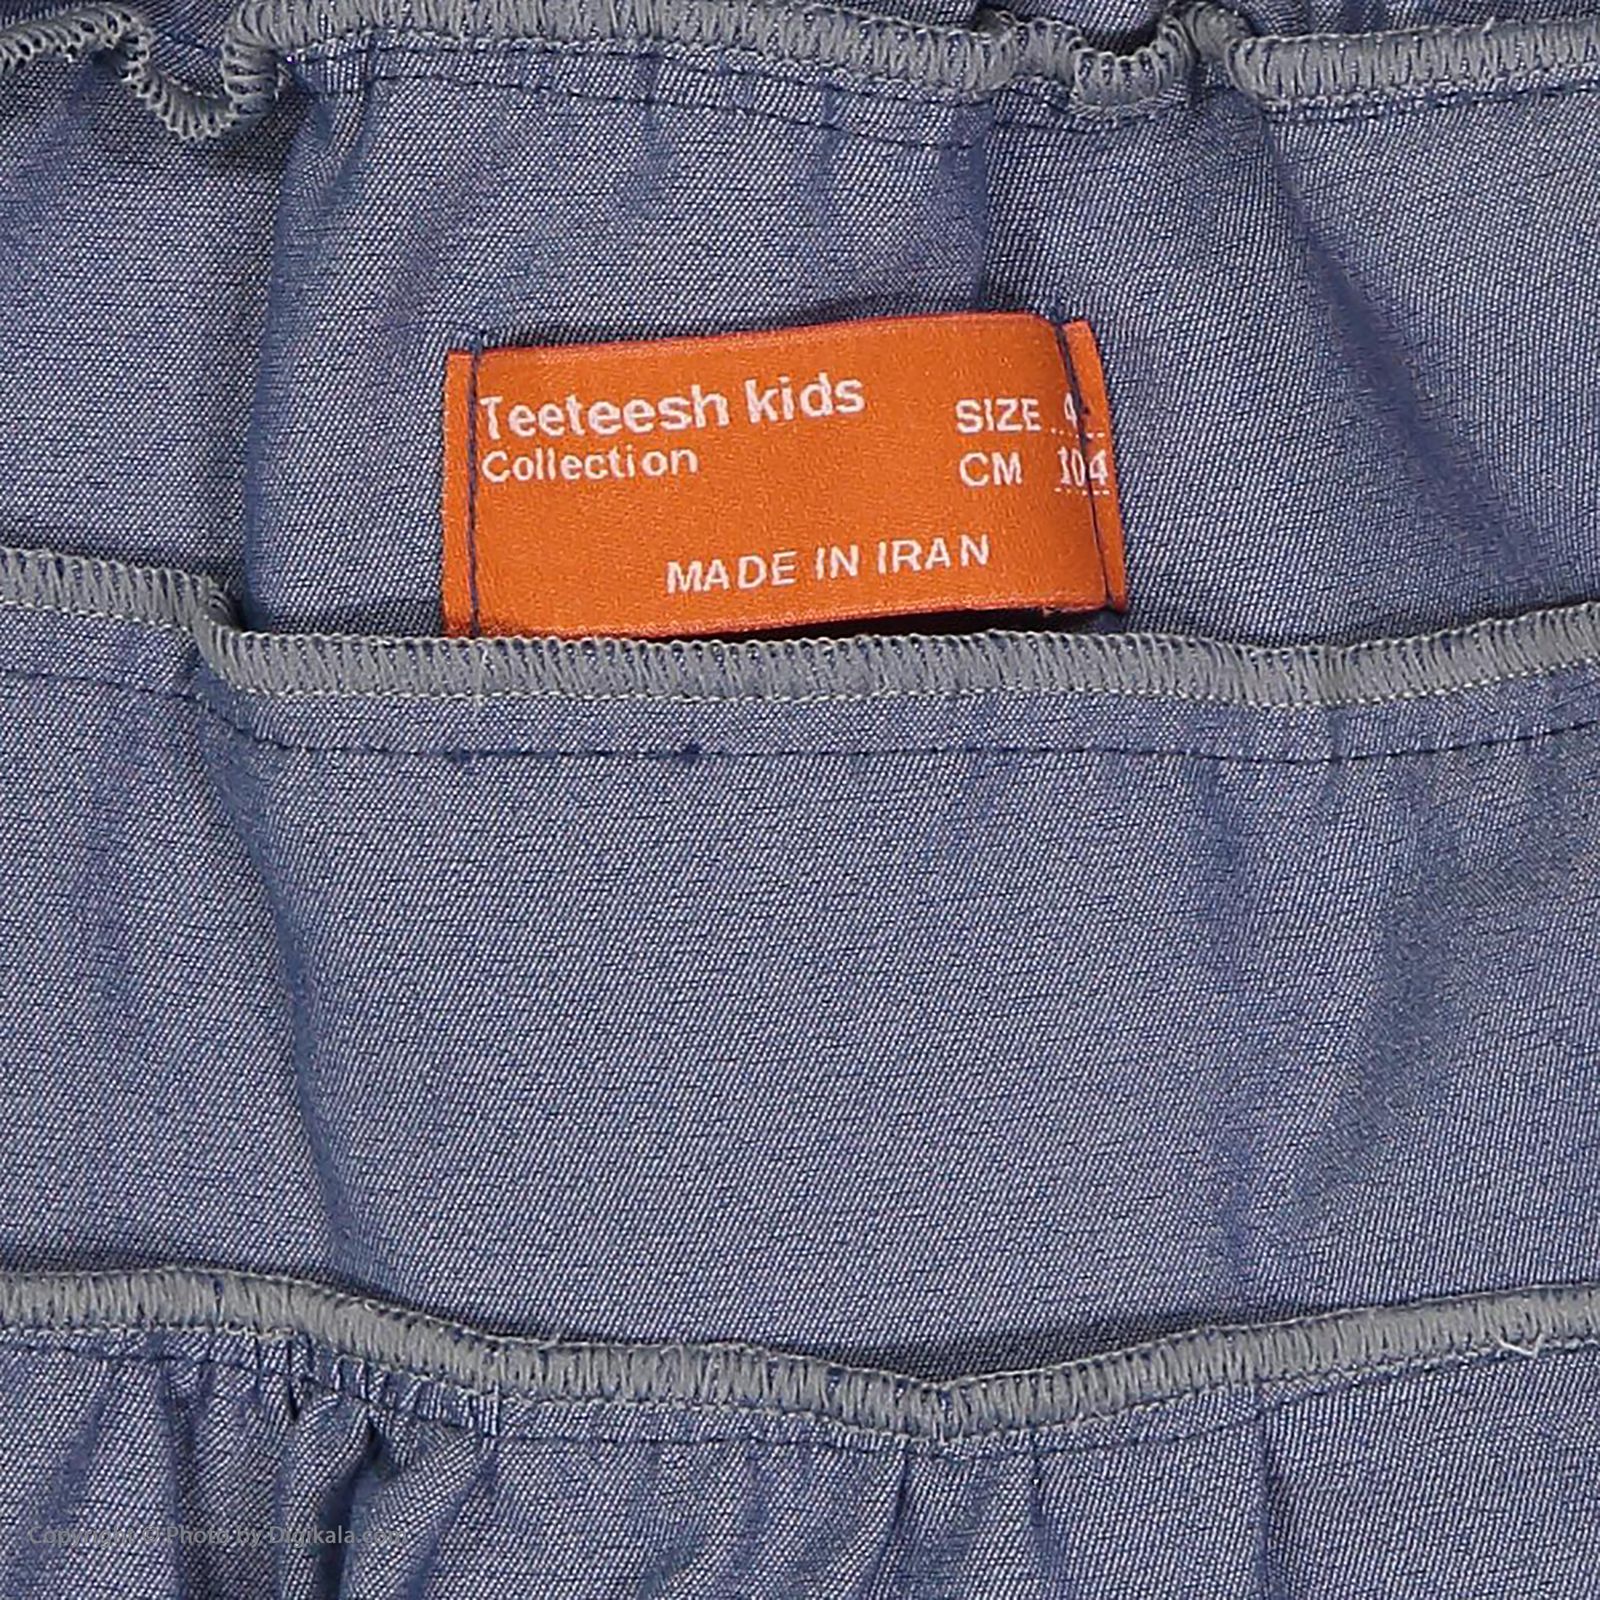 Teeteesh kids
Collection
SIZE 4
CM 104
MADE IN IRAN
Copyright © Photo by Digikala.com